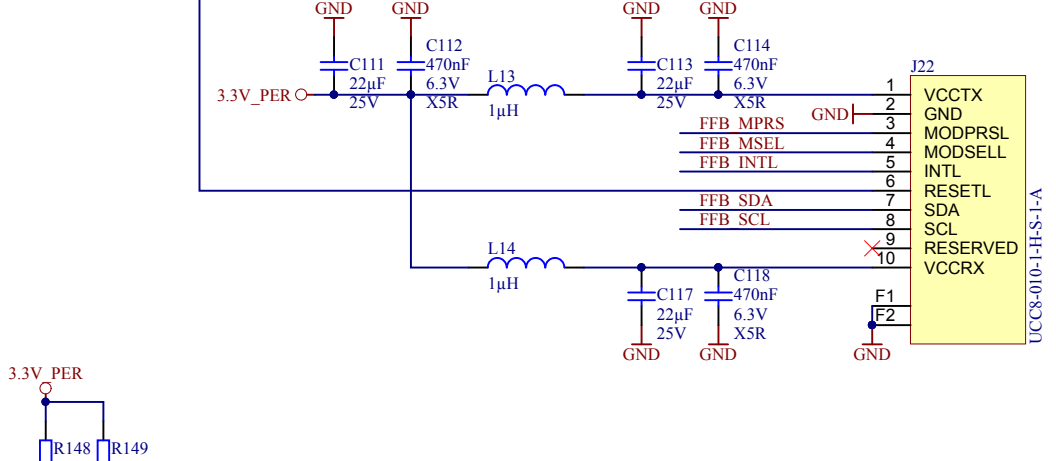 GND
GND
GND
GND
C111
22µF
25V
C112
470nF
6.3V
X5R
3.3V_PER
L13
1µH
C113
22µF
25V
C114
470nF
6.3V
X5R
J22
1
VCCTX
GND
2
GND
FFB_MPRS
3
MODPRSL
FFB_MSEL
4
MODSELL
FFB_INTL
5
INTL
6
RESETL
FFB_SDA
7
SDA
FFB_SCL
8
SCL
9
RESERVED
10
VCCRX
L14
1µH
C117
22µF
25V
C118
470nF
6.3V
X5R
F1
F2
GND
GND
GND
UCC8-010-1-H-S-1-A
3.3V_PER
R148
R149